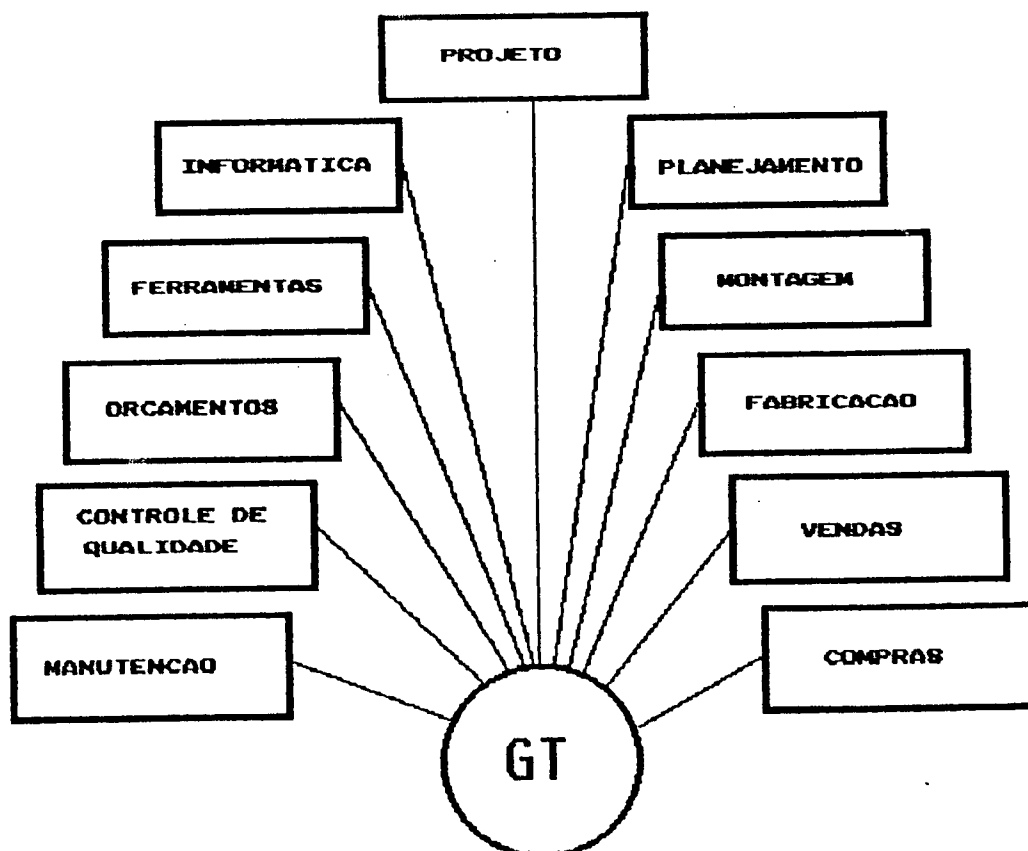 PROJETO
INFORMATICA
PLANEJAMENTO
FERRAMENTAS
MONTAGEM
ORCAMENTOS
FABRICACAO
CONTROLE DE
QUALIDADE
VENDAS
MANUTENCAO
COMPRAS
GT